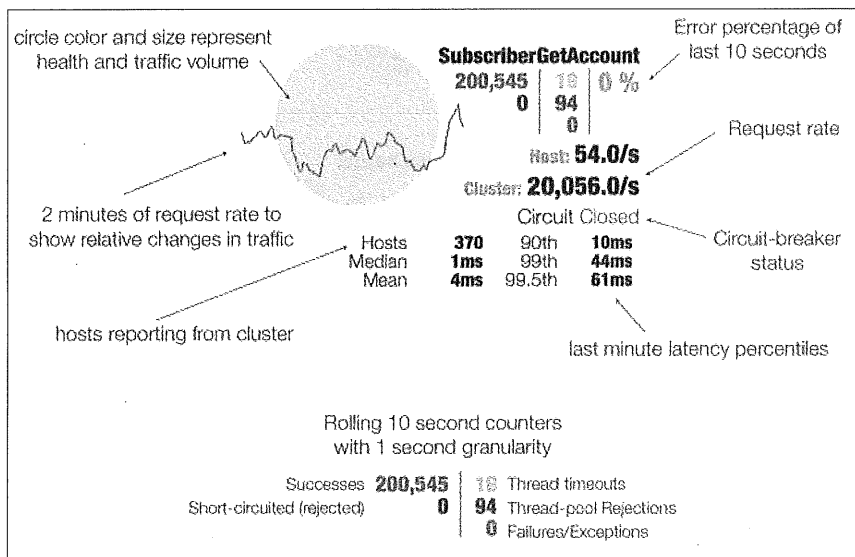 circle color and size represent
health and traffic volume
Error percentage of
last 10 seconds
SubscriberGetAccount
200,545 19 0 %
0 94
0
Request rate
Host: 54.0/s
Cluster: 20,056.0/s
2 minutes of request rate to
show relative changes in traffic
Circuit Closed
Circuit-breaker
status
Hosts 370 90th 10ms
Median 1ms 99th 44ms
Mean 4ms 99.5th 61ms
hosts reporting from cluster
last minute latency percentiles
Rolling 10 second counters
with 1 second granularity
Successes 200,545 19 Thread timeouts
Short-circuited (rejected) 0 94 Thread-pool Rejections
0 Failures/Exceptions